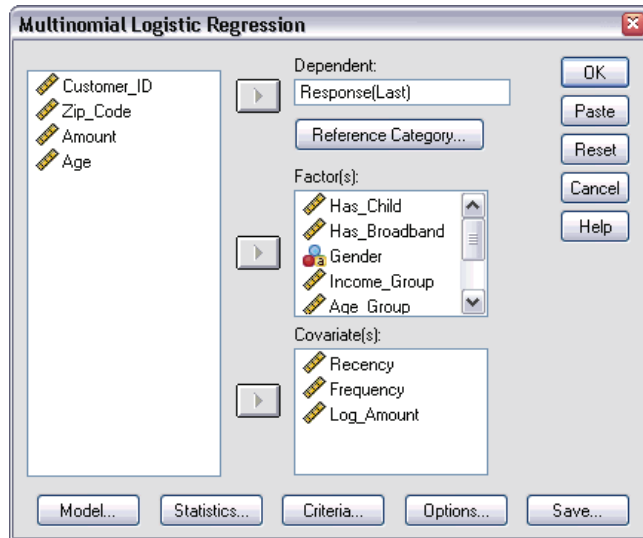 Multinomial Logistic Regression
Customer_ID
Zip_Code
Amount
Age
Dependent:
Response(Last)
Reference Category...
Factor(s):
Has_Child
Has_Broadband
Gender
Income_Group
Age_Group
Covariate(s):
Recency
Frequency
Log_Amount
OK
Paste
Reset
Cancel
Help
Model...
Statistics...
Criteria...
Options...
Save...